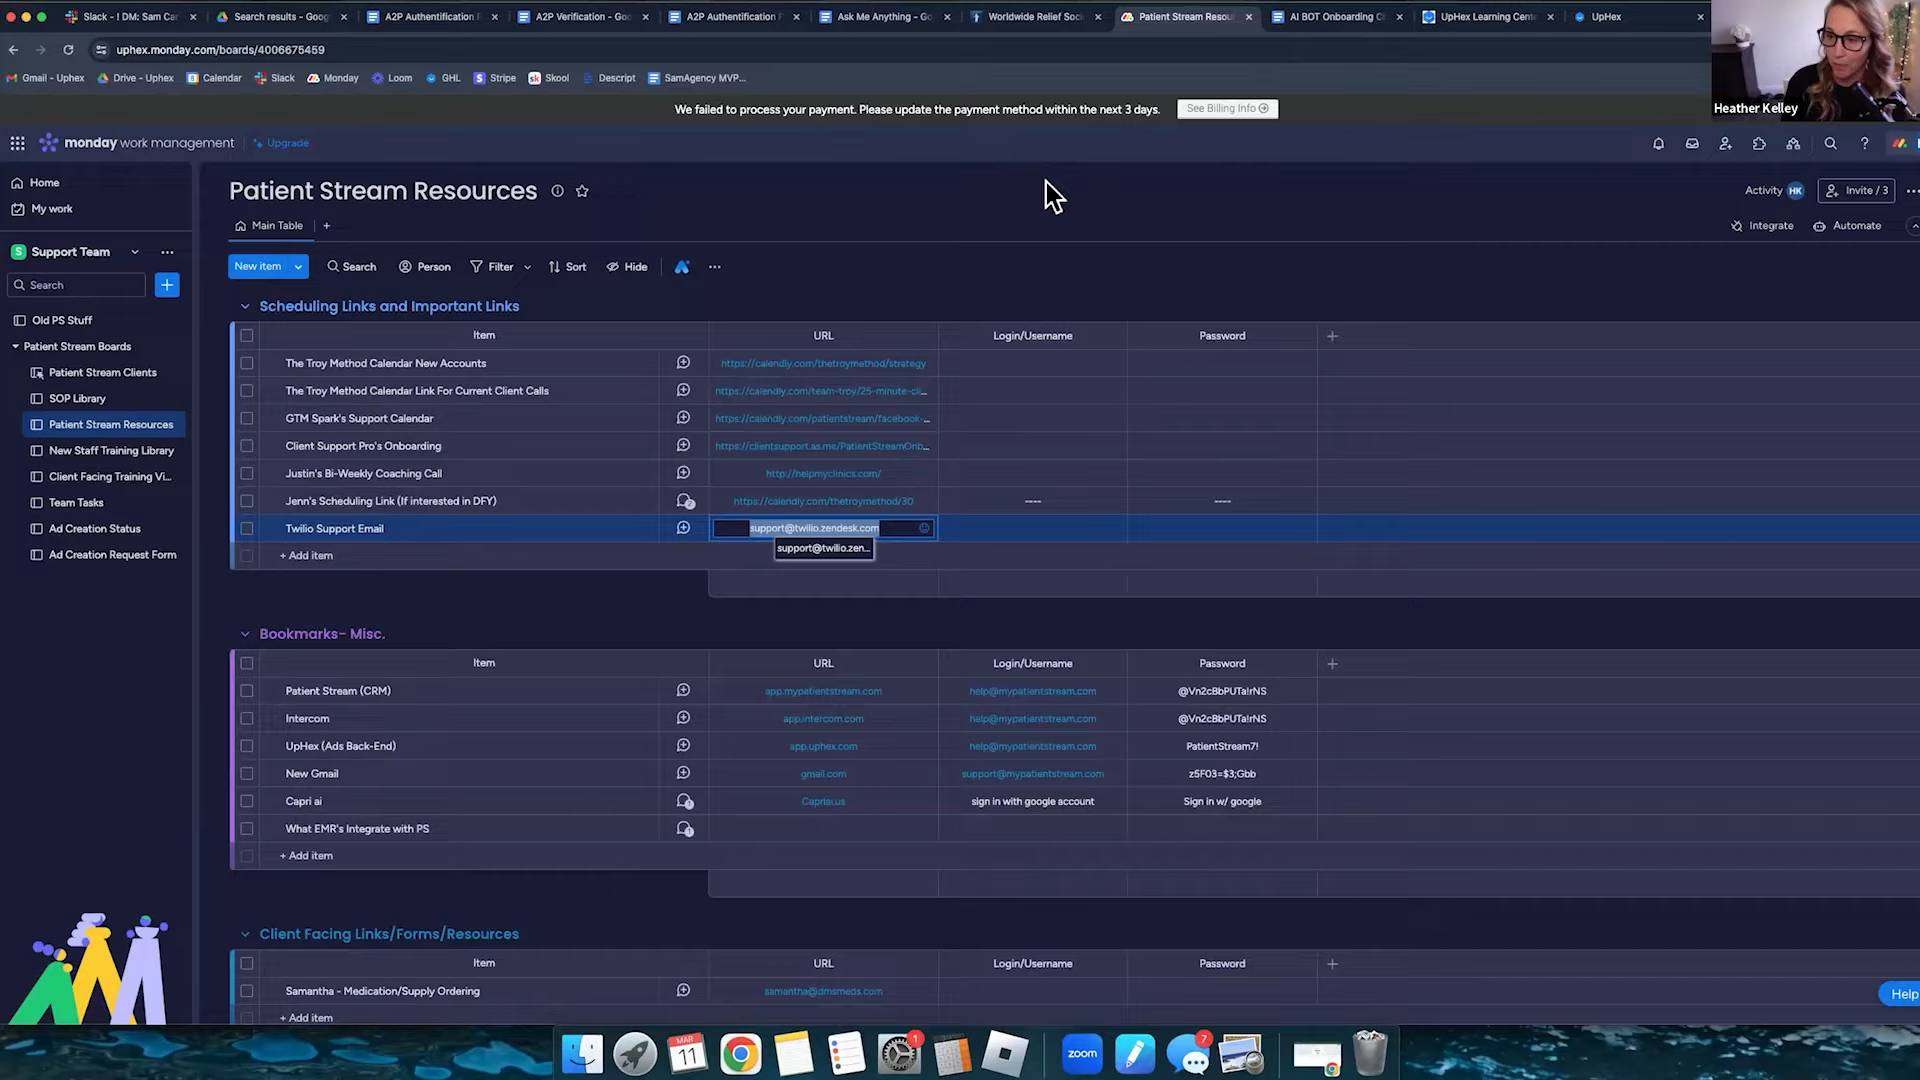 Slack - ! DM: Sam Car
Search results - Goog
A2P Authentification F
A2P Verification - Goo
A2P Authentification F
Ask Me Anything - Go
Worldwide Relief Soci
Patient Stream Resour
AI BOT Onboarding C
UpHex Learning Cente
UpHex
uphex.monday.com/boards/4006675459
Gmail - Uphex
Drive - Uphex
Calendar
Slack
Monday
Loom
GHL
Stripe
Skool
Descript
SamAgency MVP...
Heather Kelley
We failed to process your payment. Please update the payment method within the next 3 days.
See Billing Info
monday work management
Upgrade
Home
My work
Support Team
Search
Old PS Stuff
Patient Stream Boards
Patient Stream Clients
SOP Library
Patient Stream Resources
New Staff Training Library
Client Facing Training Vi...
Team Tasks
Ad Creation Status
Ad Creation Request Form
Patient Stream Resources
Activity
HK
Invite / 3
Main Table
Integrate
Automate
New item
Search
Person
Filter
Sort
Hide
Scheduling Links and Important Links
Item URL Login/Username Password
The Troy Method Calendar New Accounts https://calendly.com/thetroymethod/strategy
The Troy Method Calendar Link For Current Client Calls https://calendly.com/team-troy/25-minute-cli...
GTM Spark's Support Calendar https://calendly.com/patientstream/facebook-...
Client Support Pro's Onboarding https://clientsupport.as.me/PatientStreamOnb...
Justin's Bi-Weekly Coaching Call http://helpmyclinics.com/
Jenn's Scheduling Link (If interested in DFY) https://calendly.com/thetroymethod/30 ---- ----
Twilio Support Email support@twilio.zendesk.com
support@twilio.zen...
+ Add item
Bookmarks- Misc.
Item URL Login/Username Password
Patient Stream (CRM) app.mypatientstream.com help@mypatientstream.com @Vn2cBbPUTa!rNS
Intercom app.intercom.com help@mypatientstream.com @Vn2cBbPUTa!rNS
UpHex (Ads Back-End) app.uphex.com help@mypatientstream.com PatientStream7!
New Gmail gmail.com support@mypatientstream.com z5F03=$3;Gbb
Capri ai Capriai.us sign in with google account Sign in w/ google
What EMR's Integrate with PS
+ Add item
Client Facing Links/Forms/Resources
Item URL Login/Username Password
Samantha - Medication/Supply Ordering samantha@dmsmeds.com
+ Add item
Help
MAR
11
1
zoom
7